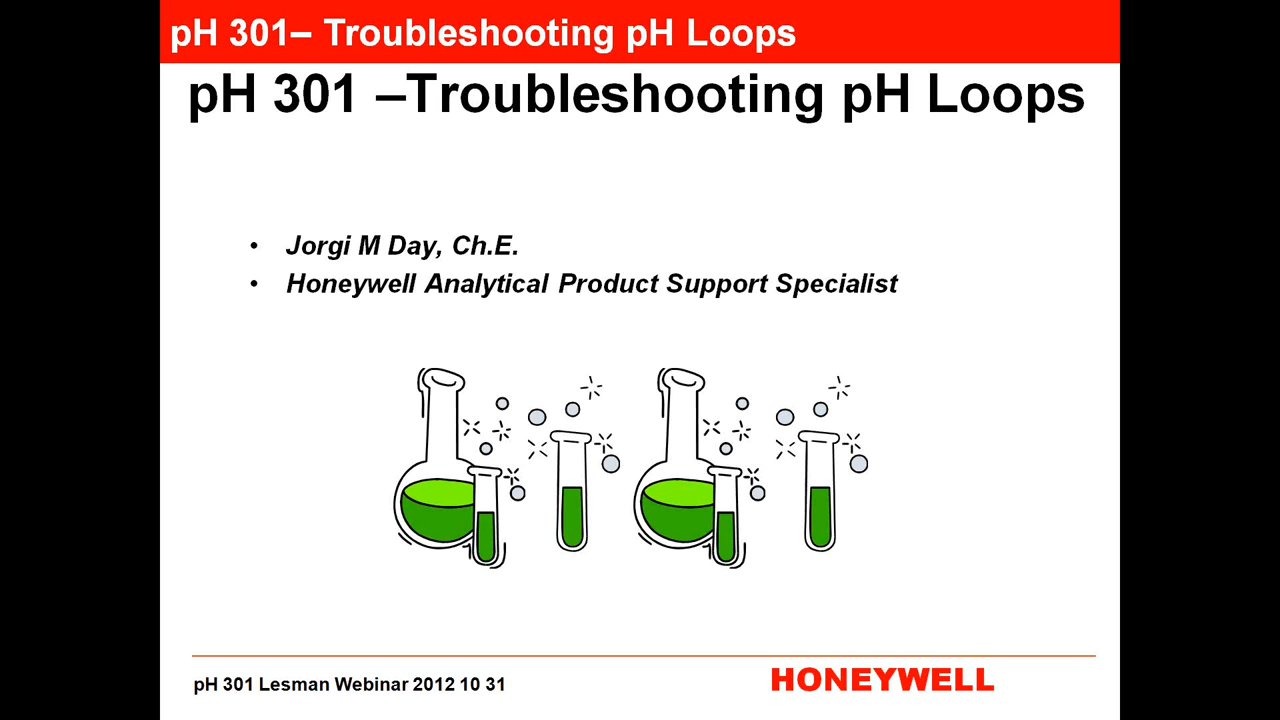 pH 301– Troubleshooting pH Loops
pH 301 –Troubleshooting pH Loops
• Jorgi M Day, Ch.E.
• Honeywell Analytical Product Support Specialist
pH 301 Lesman Webinar 2012 10 31
HONEYWELL